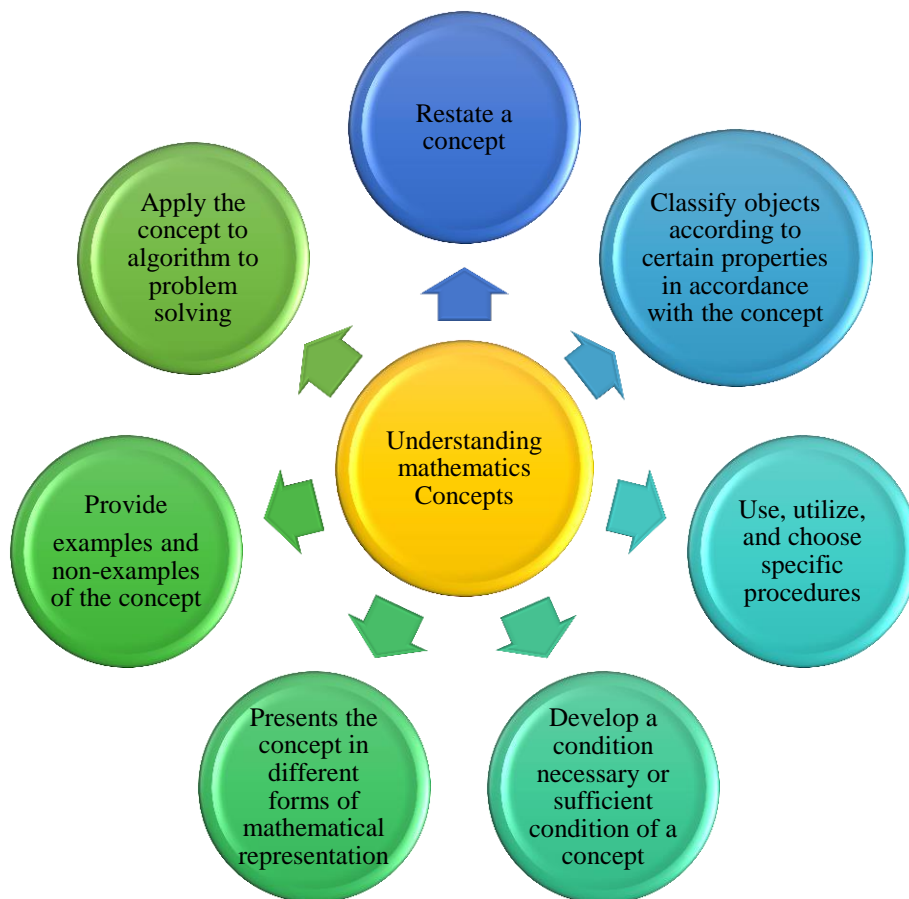 Restate a
concept
Classify objects
according to
certain properties
in accordance
with the concept
Use, utilize,
and choose
specific
procedures
Develop a
condition
necessary or
sufficient
condition of a
concept
Presents the
concept in
different
forms of
mathematical
representation
Provide
examples and
non-examples
of the concept
Apply the
concept to
algorithm to
problem
solving
Understanding
mathematics
Concepts